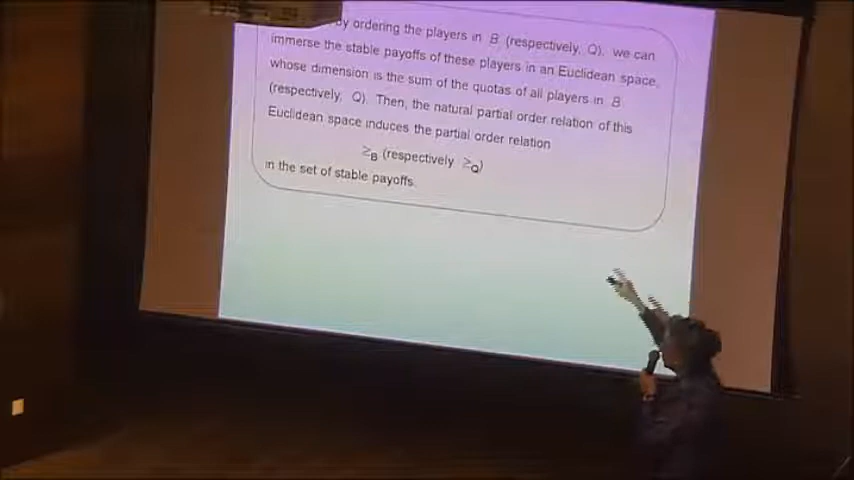 by ordering the players in B (respectively, Q), we can
immerse the stable payoffs of these players in an Euclidean space,
whose dimension is the sum of the quotas of all players in B
(respectively, Q). Then, the natural partial order relation of this
Euclidean space induces the partial order relation
≥B (respectively ≥Q)
in the set of stable payoffs.